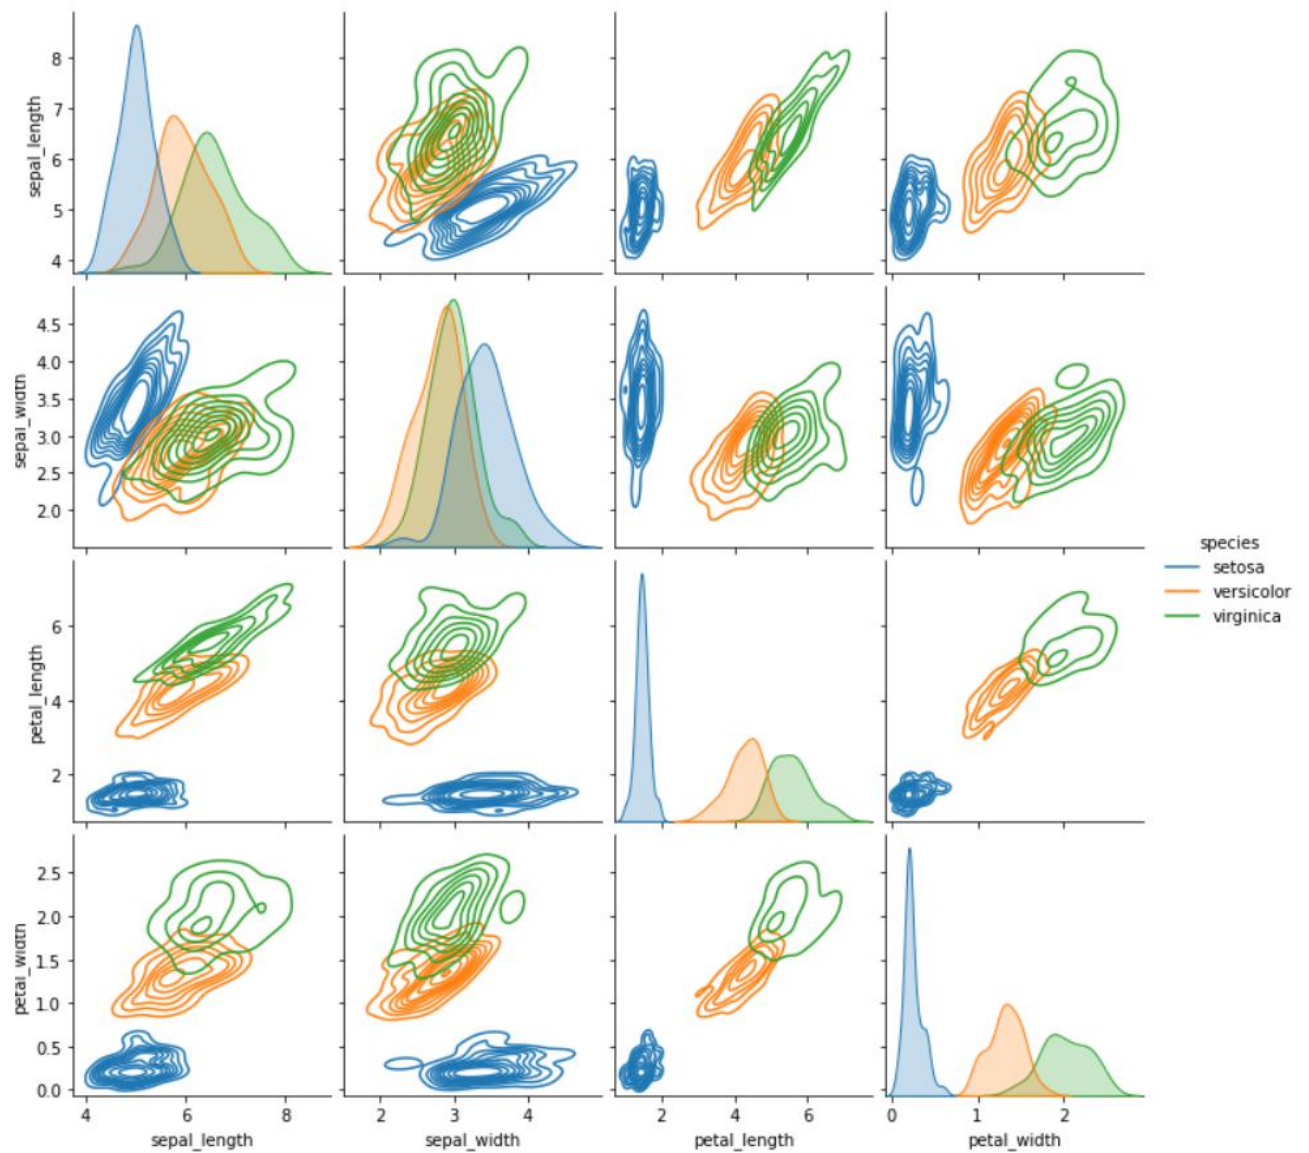 sepal_length
8
7
6
5
4
sepal_width
4.5
4.0
3.5
3.0
2.5
2.0
petal_length
6
4
2
petal_width
2.5
2.0
1.5
1.0
0.5
0.0
4 6 8
sepal_length
2 3 4
sepal_width
2 4 6
petal_length
0 1 2
petal_width
species
setosa
versicolor
virginica